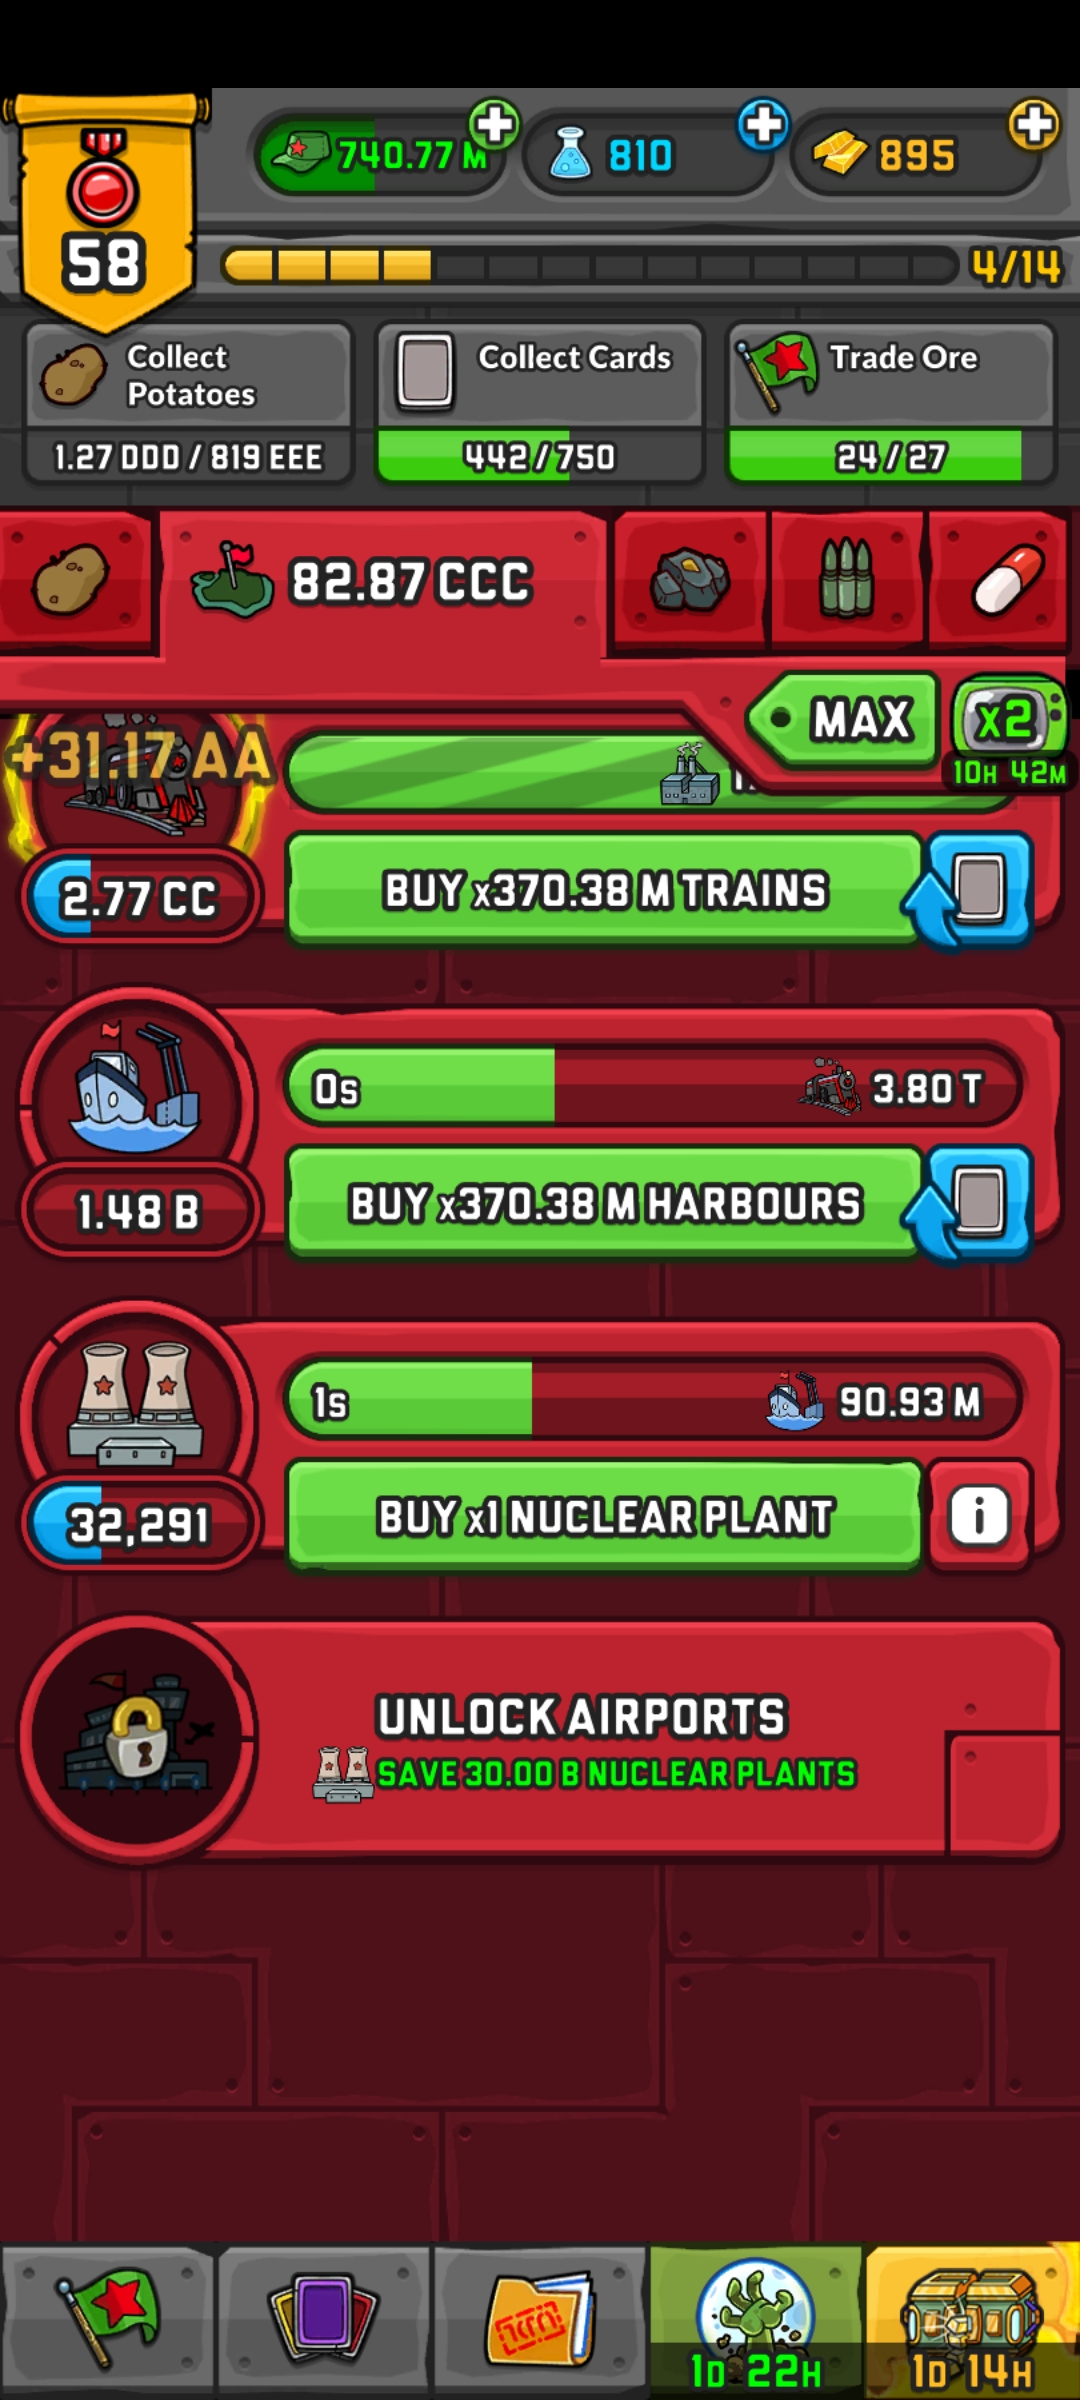 740.77 M
810
895
58
4/14
Collect
Potatoes
1.27 DDD / 819 EEE
Collect Cards
442/750
Trade Ore
24/27
82.87 CCC
MAX
x2
10H 42M
+31.17 AA
2.77 CC
BUY x370.38 M TRAINS
0s
3.80 T
1.48 B
BUY x370.38 M HARBOURS
1s
90.93 M
32,291
BUY x1 NUCLEAR PLANT
i
UNLOCK AIRPORTS
SAVE 30.00 B NUCLEAR PLANTS
1D 22H
1D 14H